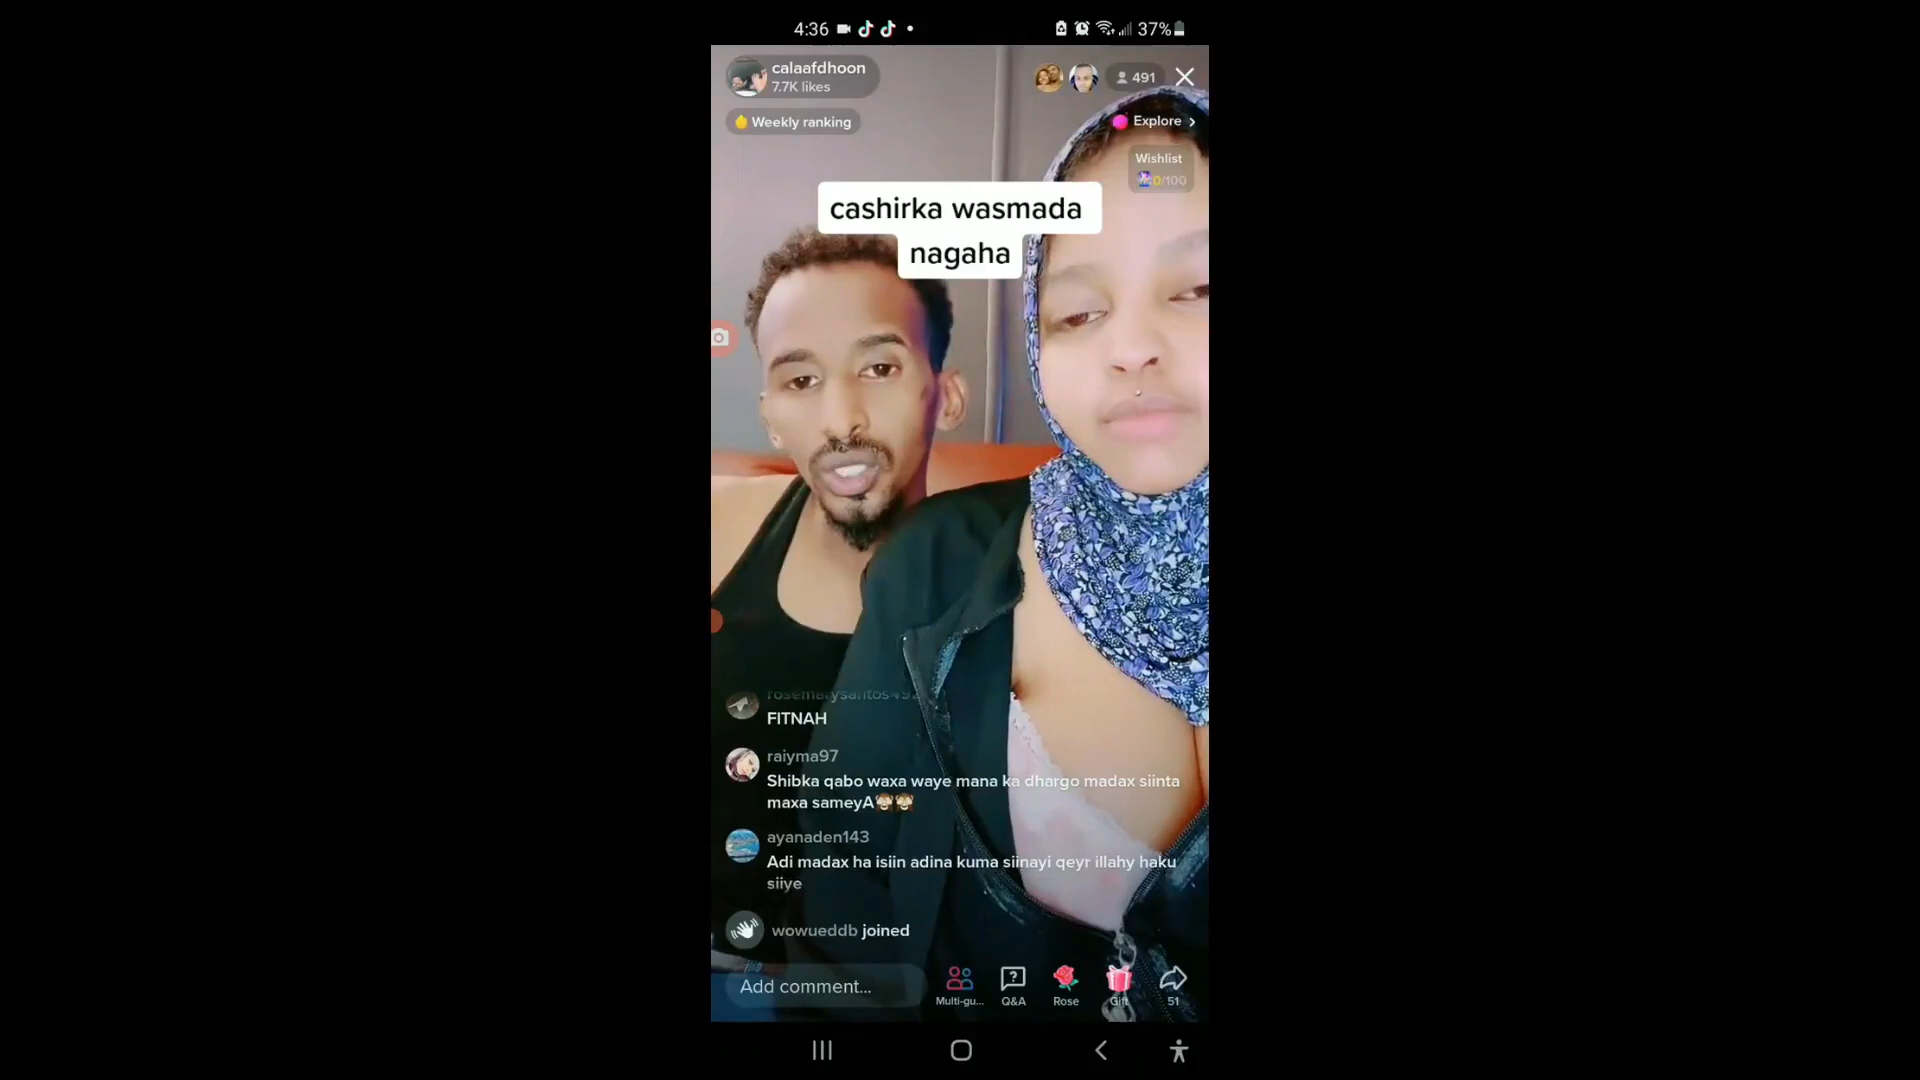 4:36
37%
calaafdhoon
7.7K likes
491
Weekly ranking
Explore
Wishlist
0/100
cashirka wasmada
nagaha
FITNAH
raiyma97
Shibka qabo waxa waye mana ka dhargo madax siinta
maxa sameyA🙈🙈
ayanaden143
Adi madax ha isiin adina kuma siinayi qeyr illahy haku
siiye
wowueddb joined
Add comment...
Multi-gu...
Q&A
Rose
Gift
51